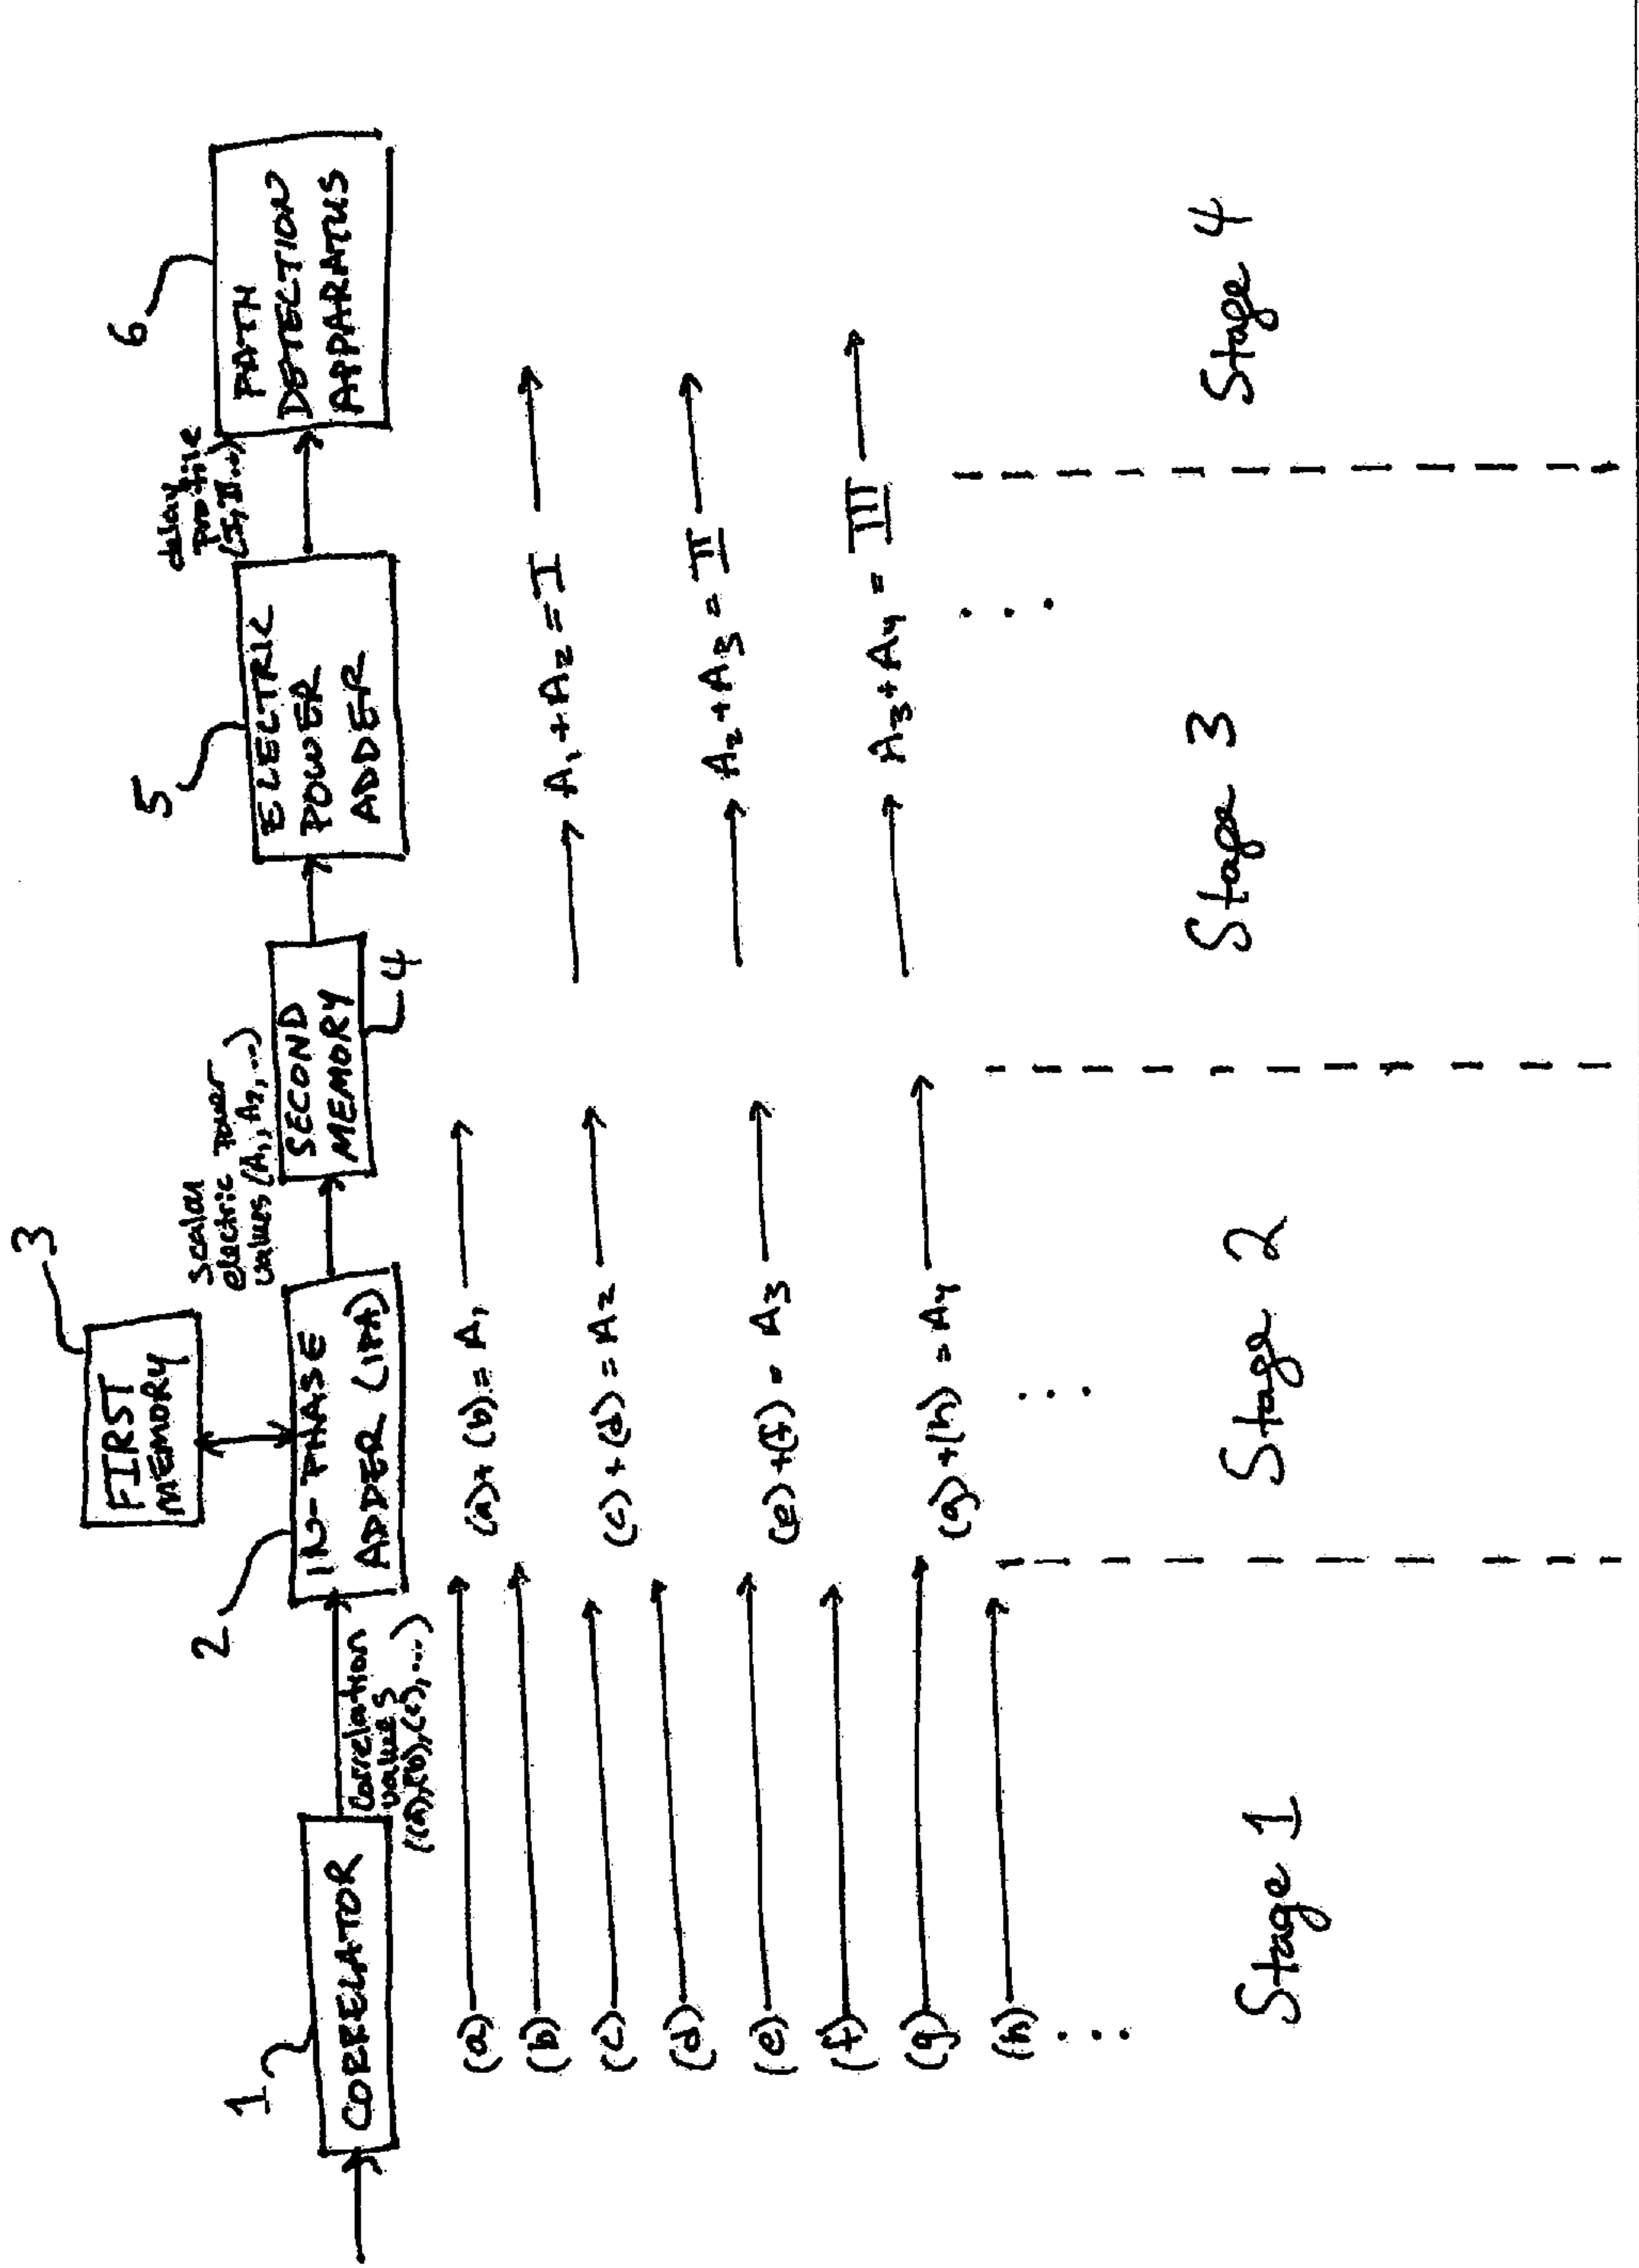 3
FIRST
MEMORY
6
5
1
2
Scalar
electric power
values (A1, A2, ...)
delay
profile
(I, II...)
CORRELATOR
Correlation
values
((a),(b),(c),...)
IN-PHASE
ADDER (IPA)
SECOND
MEMORY
4
ELECTRIC
POWER
ADDER
PATH
DETECTION
APPARATUS
(a)
(b)
(c)
(d)
(e)
(f)
(g)
(h)
...
(a)+(b)=A1
(c)+(d)=A2
(e)+(f)=A3
(g)+(h)=A4
...
A1+A2=I
A2+A3=II
A3+A4=III
...
Stage 1
Stage 2
Stage 3
Stage 4